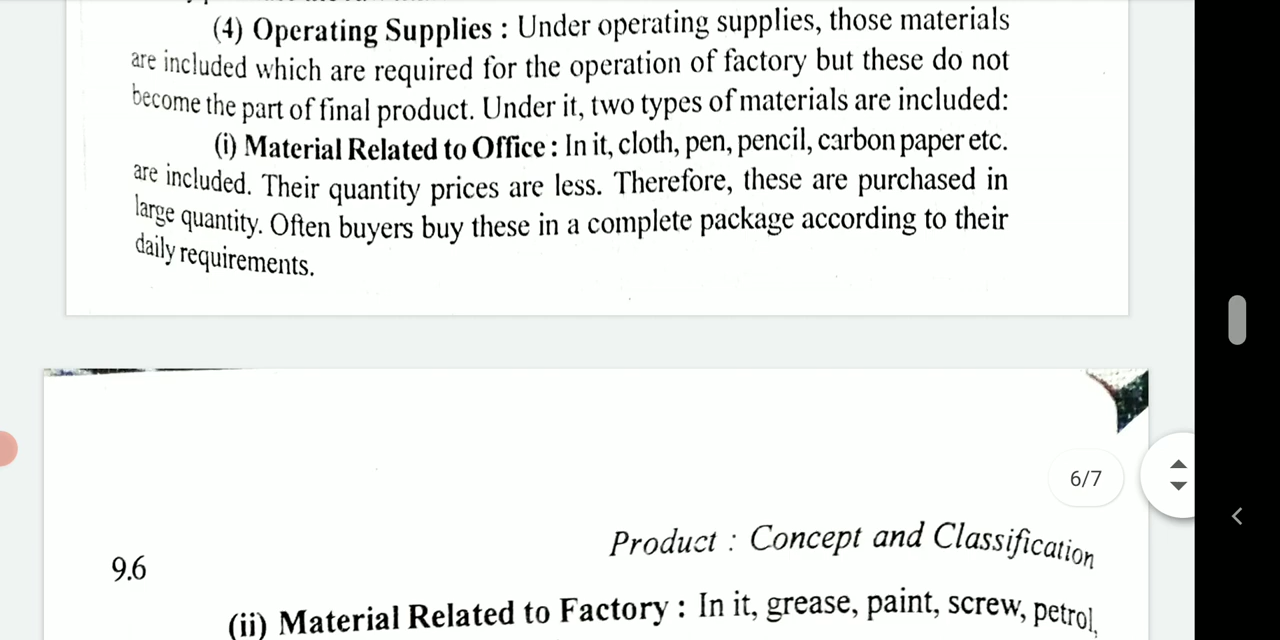 (4) Operating Supplies : Under operating supplies, those materials
are included which are required for the operation of factory but these do not
become the part of final product. Under it, two types of materials are included:
(i) Material Related to Office : In it, cloth, pen, pencil, carbon paper etc.
are included. Their quantity prices are less. Therefore, these are purchased in
large quantity. Often buyers buy these in a complete package according to their
daily requirements.
6/7
Product : Concept and Classification
9.6
(ii) Material Related to Factory : In it, grease, paint, screw, petrol,